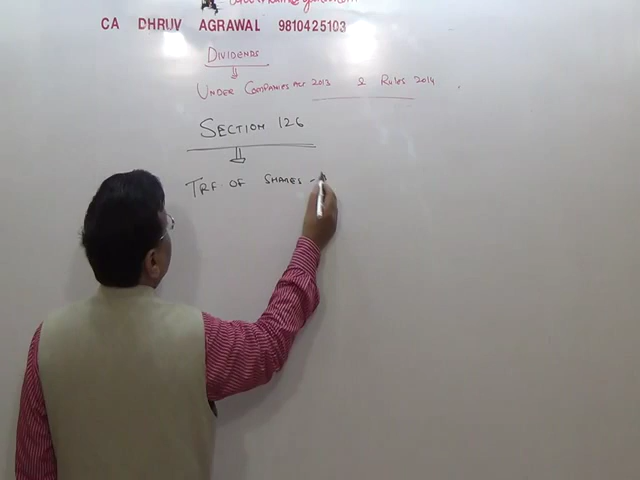 CA DHRUV AGRAWAL 9810425103
DIVIDENDS
UNDER COMPANIES ACT 2013 & RULES 2014
SECTION 126
TRF. OF SHARES -